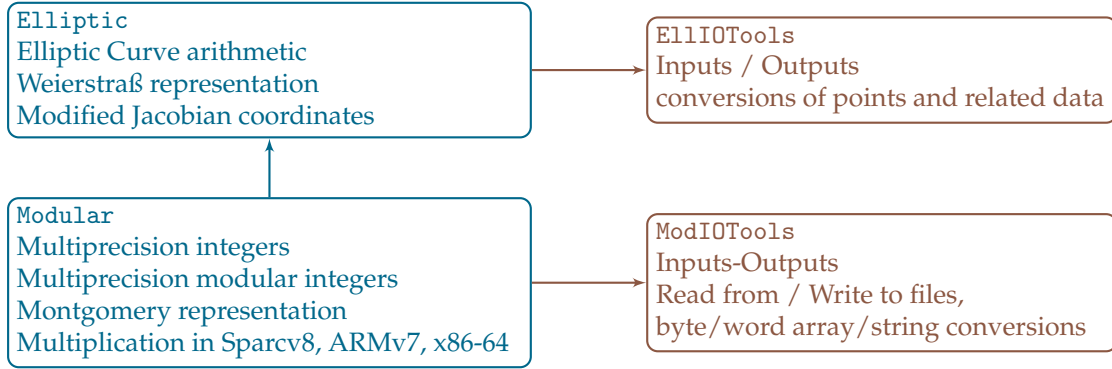 Elliptic
Elliptic Curve arithmetic
Weierstraß representation
Modified Jacobian coordinates
EllIOTools
Inputs / Outputs
conversions of points and related data
Modular
Multiprecision integers
Multiprecision modular integers
Montgomery representation
Multiplication in Sparcv8, ARMv7, x86-64
ModIOTools
Inputs-Outputs
Read from / Write to files,
byte/word array/string conversions